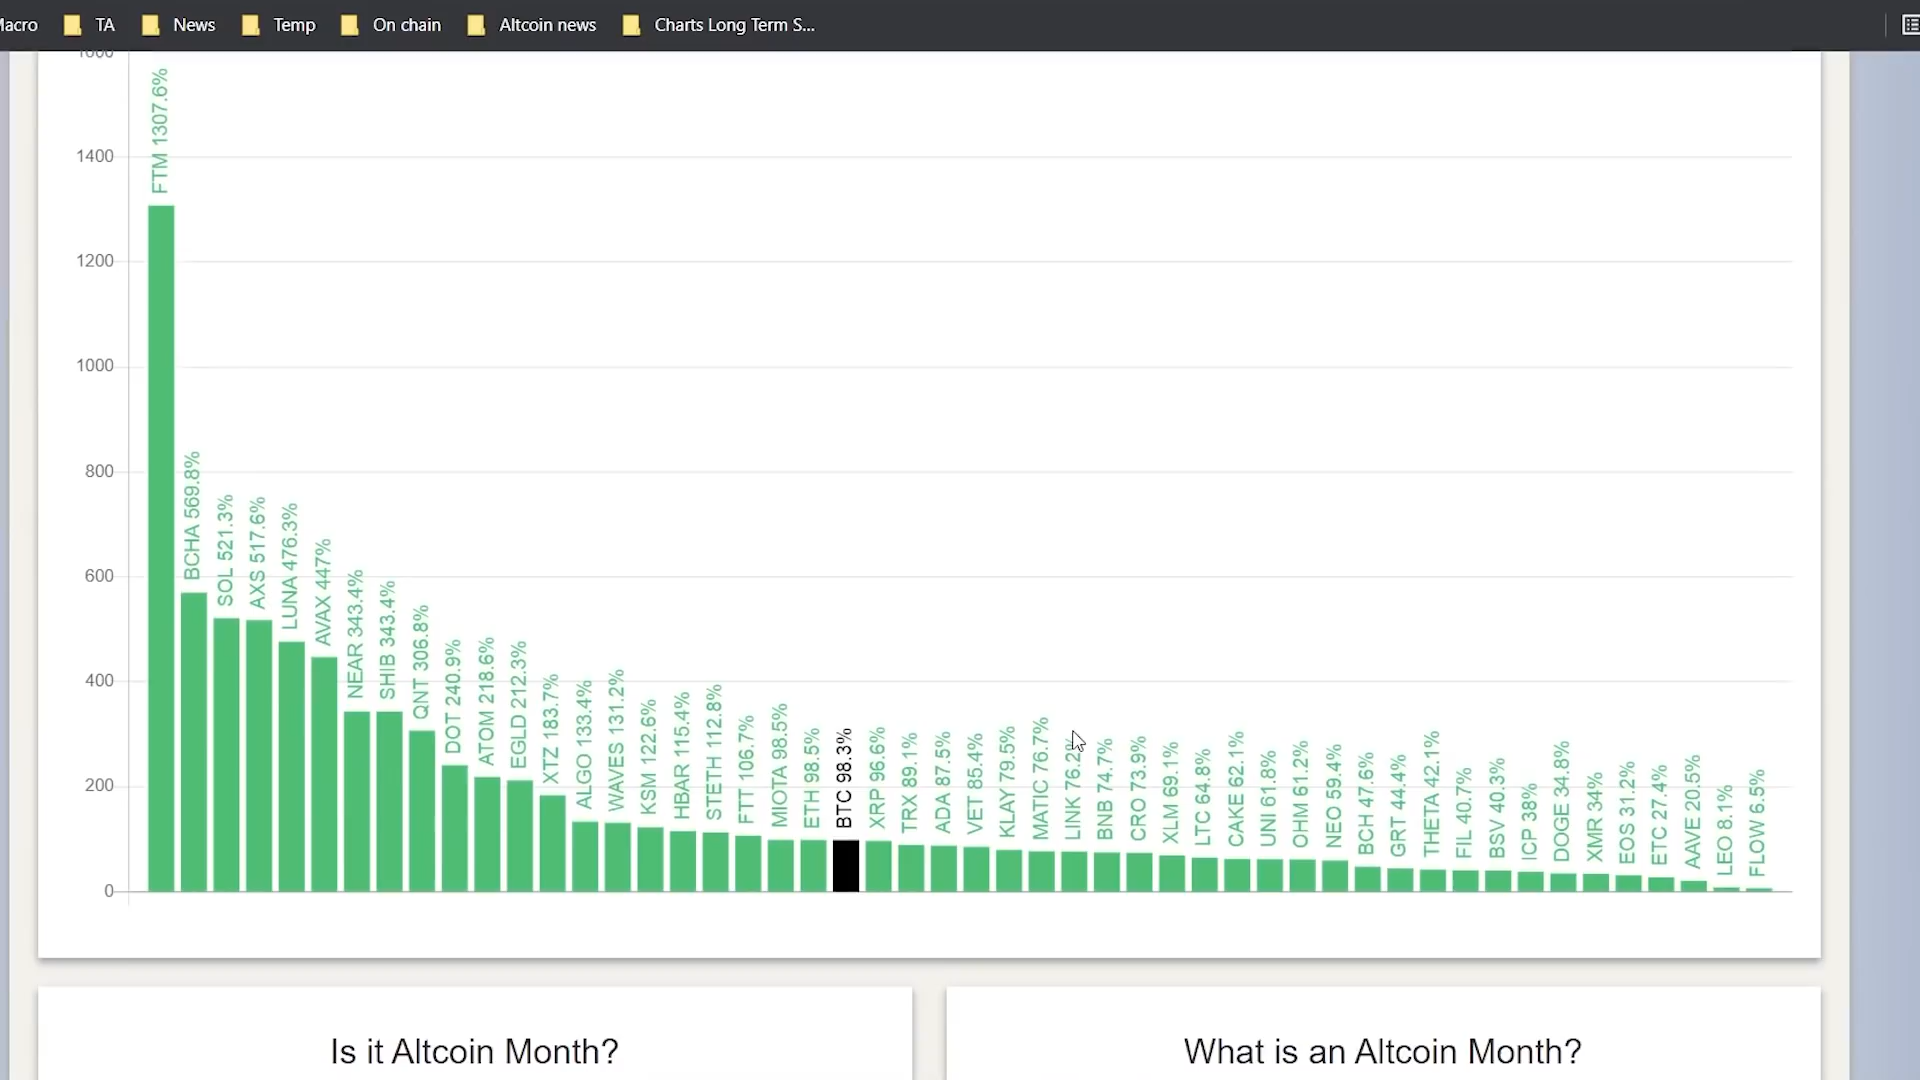 TA
News
Temp
On chain
Altcoin news
Charts Long Term S...
1400
1200
1000
800
600
400
200
0
FTM 1307.6%
BCHA 569.8%
SOL 521.3%
AXS 517.6%
LUNA 476.3%
AVAX 447%
NEAR 343.4%
SHIB 343.4%
QNT 306.8%
DOT 240.9%
ATOM 218.6%
EGLD 212.3%
XTZ 183.7%
ALGO 133.4%
WAVES 131.2%
KSM 122.6%
HBAR 115.4%
STETH 112.8%
FTT 106.7%
MIOTA 98.5%
ETH 98.5%
BTC 98.3%
XRP 96.6%
TRX 89.1%
ADA 87.5%
VET 85.4%
KLAY 79.5%
MATIC 76.7%
LINK 76.2%
BNB 74.7%
CRO 73.9%
XLM 69.1%
LTC 64.8%
CAKE 62.1%
UNI 61.8%
OHM 61.2%
NEO 59.4%
BCH 47.6%
GRT 44.4%
THETA 42.1%
FIL 40.7%
BSV 40.3%
ICP 38%
DOGE 34.8%
XMR 34%
EOS 31.2%
ETC 27.4%
AAVE 20.5%
LEO 8.1%
FLOW 6.5%
Is it Altcoin Month?
What is an Altcoin Month?